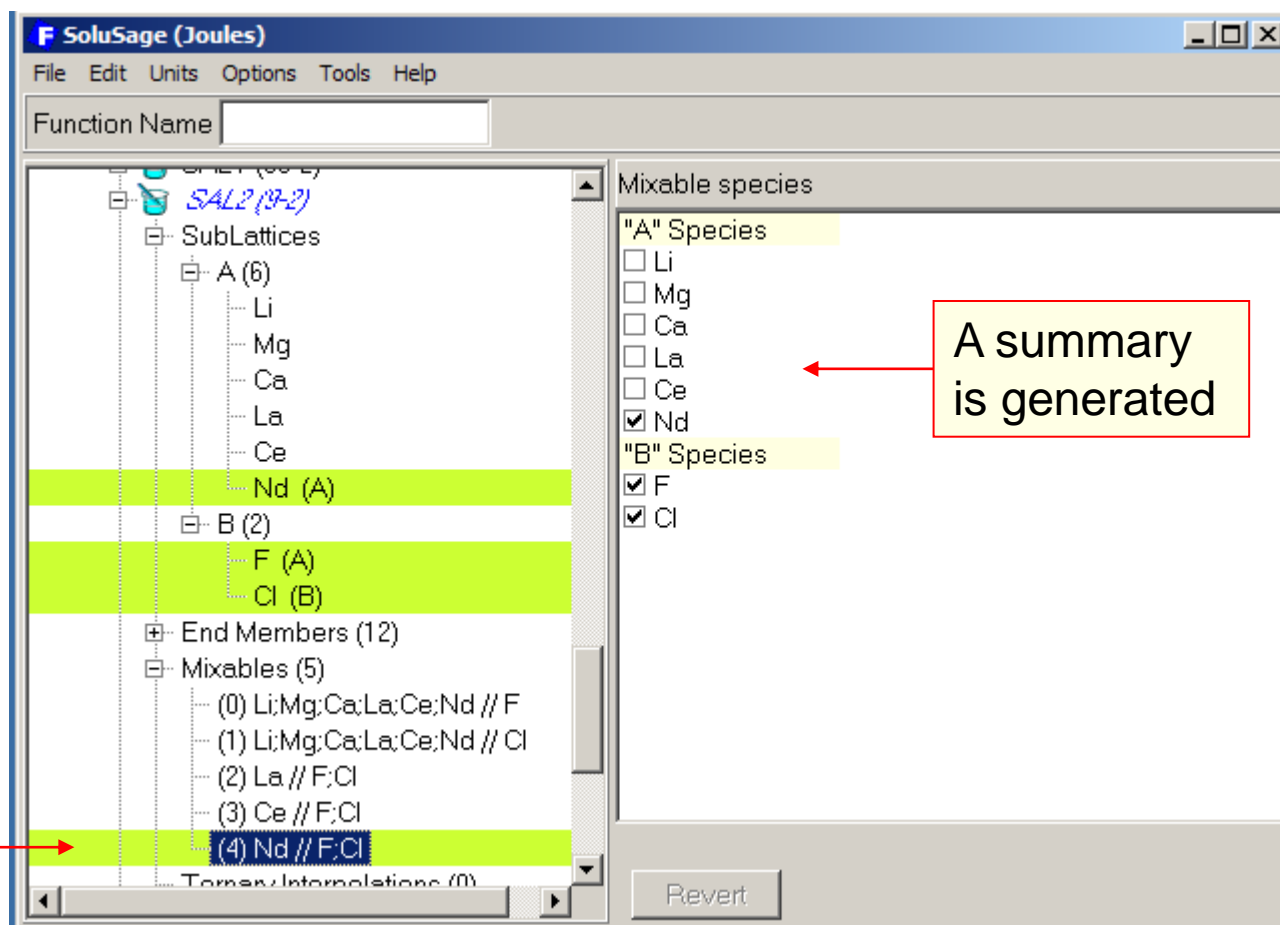 SoluSage (Joules)
File Edit Units Options Tools Help
Function Name
SAL2 (9-2)
SubLattices
A (6)
Li
Mg
Ca
La
Ce
Nd (A)
B (2)
F (A)
Cl (B)
End Members (12)
Mixables (5)
(0) Li;Mg;Ca;La;Ce;Nd // F
(1) Li;Mg;Ca;La;Ce;Nd // Cl
(2) La // F;Cl
(3) Ce // F;Cl
(4) Nd // F;Cl
Ternary Interpolations (0)
Mixable species
"A" Species
Li
Mg
Ca
La
Ce
Nd
"B" Species
F
Cl
A summary
is generated
Revert